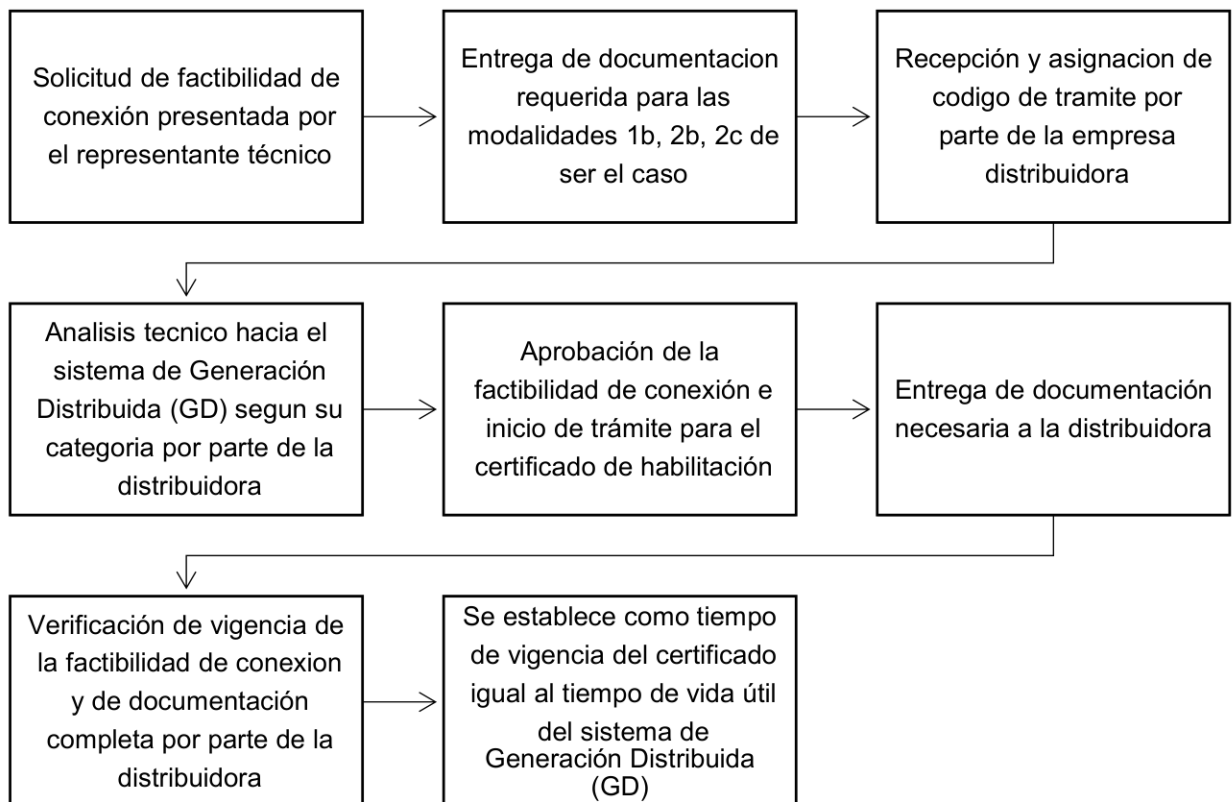 Solicitud de factibilidad de
conexión presentada por
el representante técnico
Entrega de documentacion
requerida para las
modalidades 1b, 2b, 2c de
ser el caso
Recepción y asignacion de
codigo de tramite por
parte de la empresa
distribuidora
Analisis tecnico hacia el
sistema de Generación
Distribuida (GD) segun su
categoria por parte de la
distribuidora
Aprobación de la
factibilidad de conexión e
inicio de trámite para el
certificado de habilitación
Entrega de documentación
necesaria a la distribuidora
Verificación de vigencia de
la factibilidad de conexion
y de documentación
completa por parte de la
distribuidora
Se establece como tiempo
de vigencia del certificado
igual al tiempo de vida útil
del sistema de
Generación Distribuida
(GD)